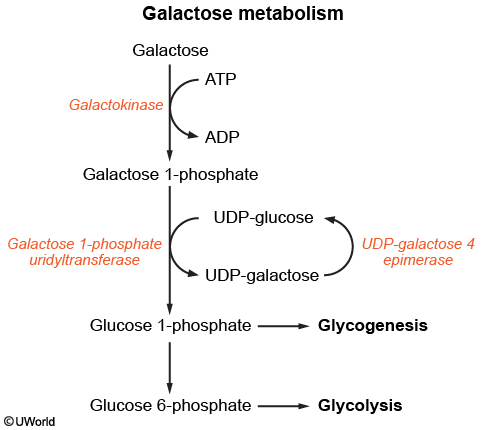 Galactose metabolism
Galactose
ATP
Galactokinase
ADP
Galactose 1-phosphate
UDP-glucose
Galactose 1-phosphate
uridyltransferase
UDP-galactose 4
epimerase
UDP-galactose
Glucose 1-phosphate
Glycogenesis
Glucose 6-phosphate
Glycolysis
©UWorld